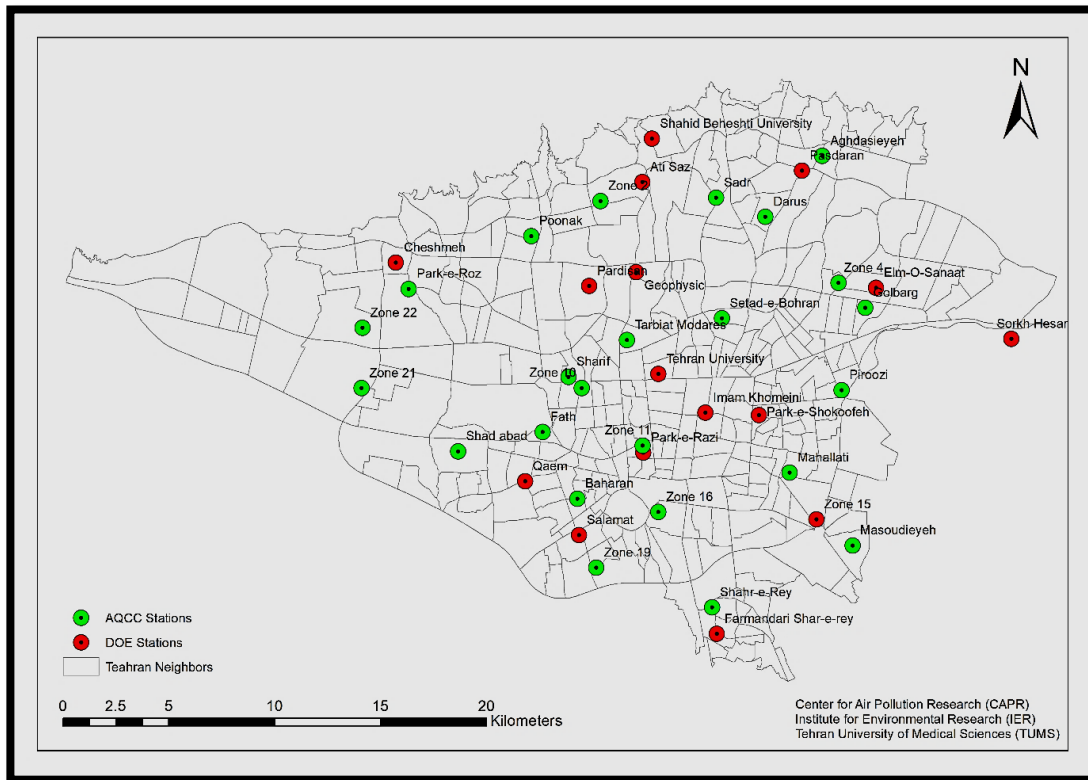 N
Shahid Beheshti University
Aghdasieyeh
Pasdaran
Ati Saz
Zone 2
Sadr
Darus
Poonak
Cheshmeh
Park-e-Roz
Pardisan
Geophysic
Zone 4
Elm-O-Sanaat
Golbarg
Setad-e-Bohran
Zone 22
Sorkh Hesar
Tarbiat Modares
Sharif
Tehran University
Zone 10
Zone 21
Piroozi
Imam Khomeini
Park-e-Shokoofeh
Fath
Zone 11
Park-e-Razi
Shad abad
Mahallati
Qaem
Baharan
Zone 16
Zone 15
Salamat
Masoudieyeh
Zone 19
Shahr-e-Rey
Farmandari Shar-e-rey
AQCC Stations
DOE Stations
Teahran Neighbors
0 2.5 5 10 15 20
Kilometers
Center for Air Pollution Research (CAPR)
Institute for Environmental Research (IER)
Tehran University of Medical Sciences (TUMS)